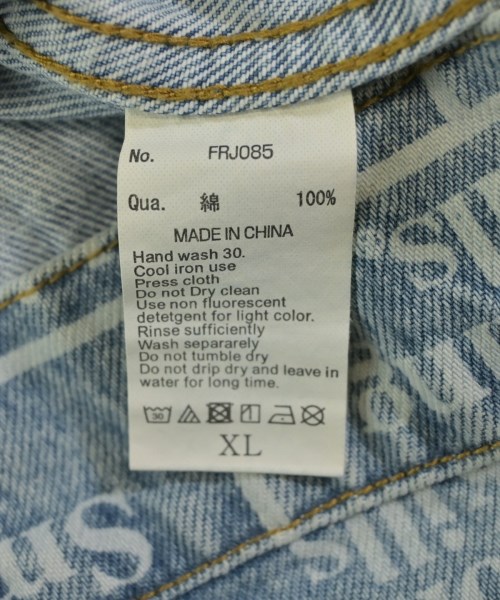 No. FRJ085
Qua. 綿 100%
MADE IN CHINA
Hand wash 30.
Cool iron use
Press cloth
Do not Dry clean
Use non fluorescent
detetgent for light color.
Rinse sufficiently
Wash separarely
Do not tumble dry
Do not drip dry and leave in
water for long time.
30
XL